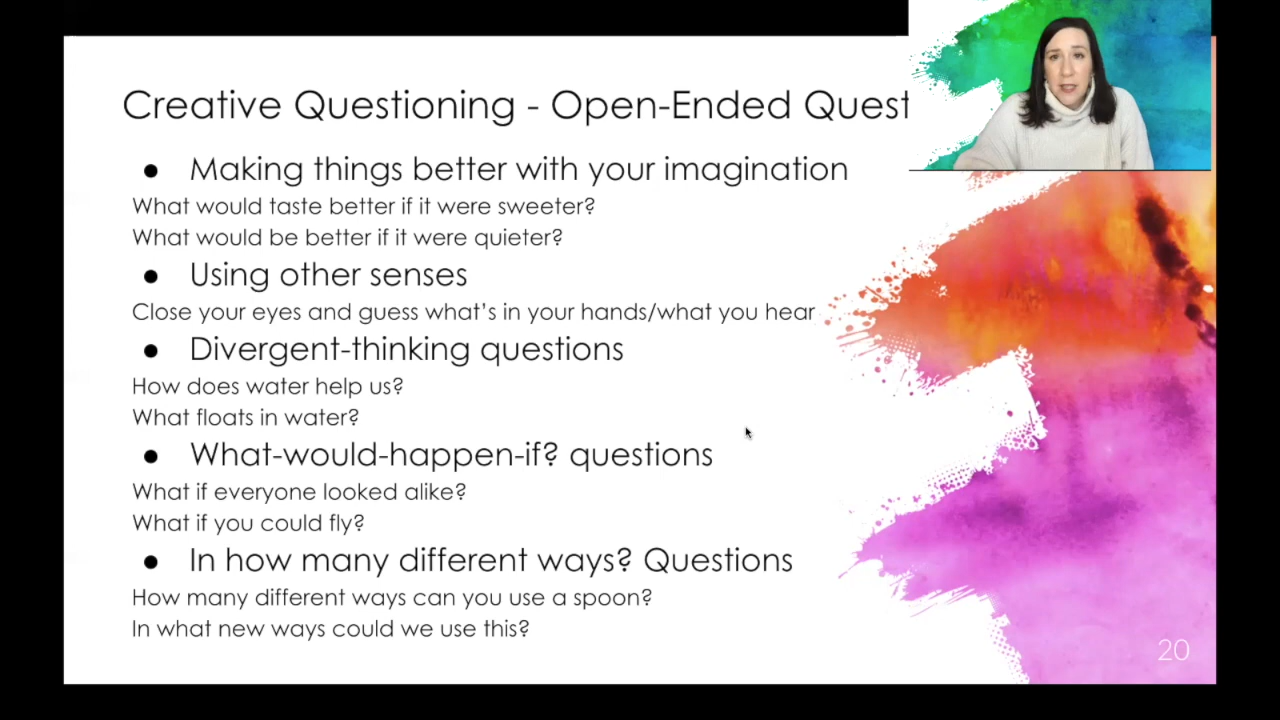 Creative Questioning - Open-Ended Quest
● Making things better with your imagination
What would taste better if it were sweeter?
What would be better if it were quieter?
● Using other senses
Close your eyes and guess what's in your hands/what you hear
● Divergent-thinking questions
How does water help us?
What floats in water?
● What-would-happen-if? questions
What if everyone looked alike?
What if you could fly?
● In how many different ways? Questions
How many different ways can you use a spoon?
In what new ways could we use this?
20